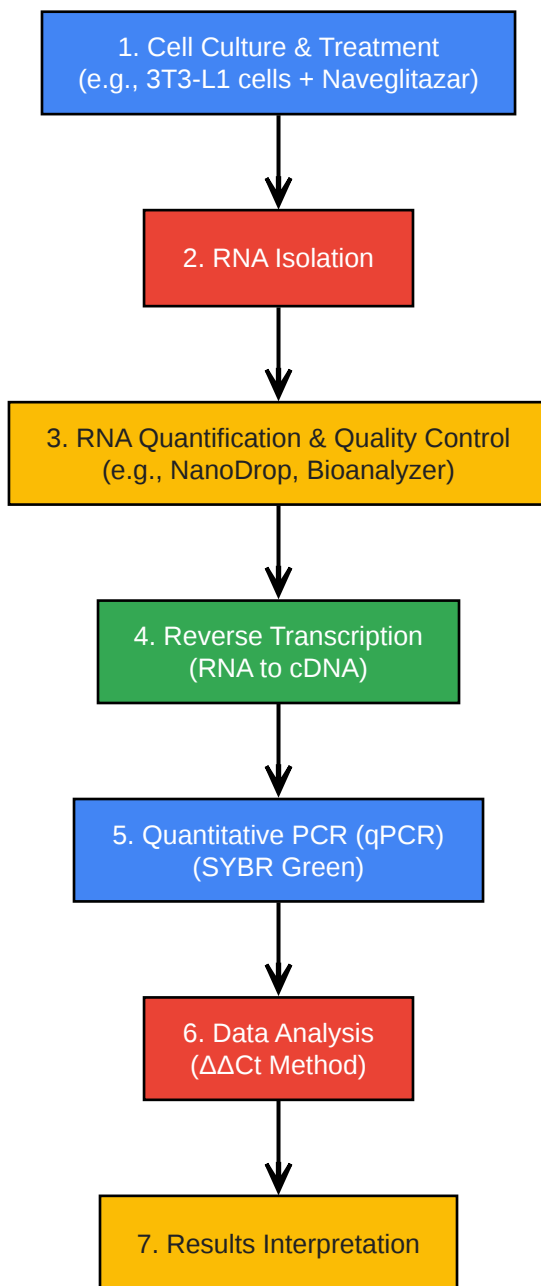 1. Cell Culture & Treatment
(e.g., 3T3-L1 cells + Naveglitazar)
2. RNA Isolation
3. RNA Quantification & Quality Control
(e.g., NanoDrop, Bioanalyzer)
4. Reverse Transcription
(RNA to cDNA)
5. Quantitative PCR (qPCR)
(SYBR Green)
6. Data Analysis
(ΔΔCt Method)
7. Results Interpretation